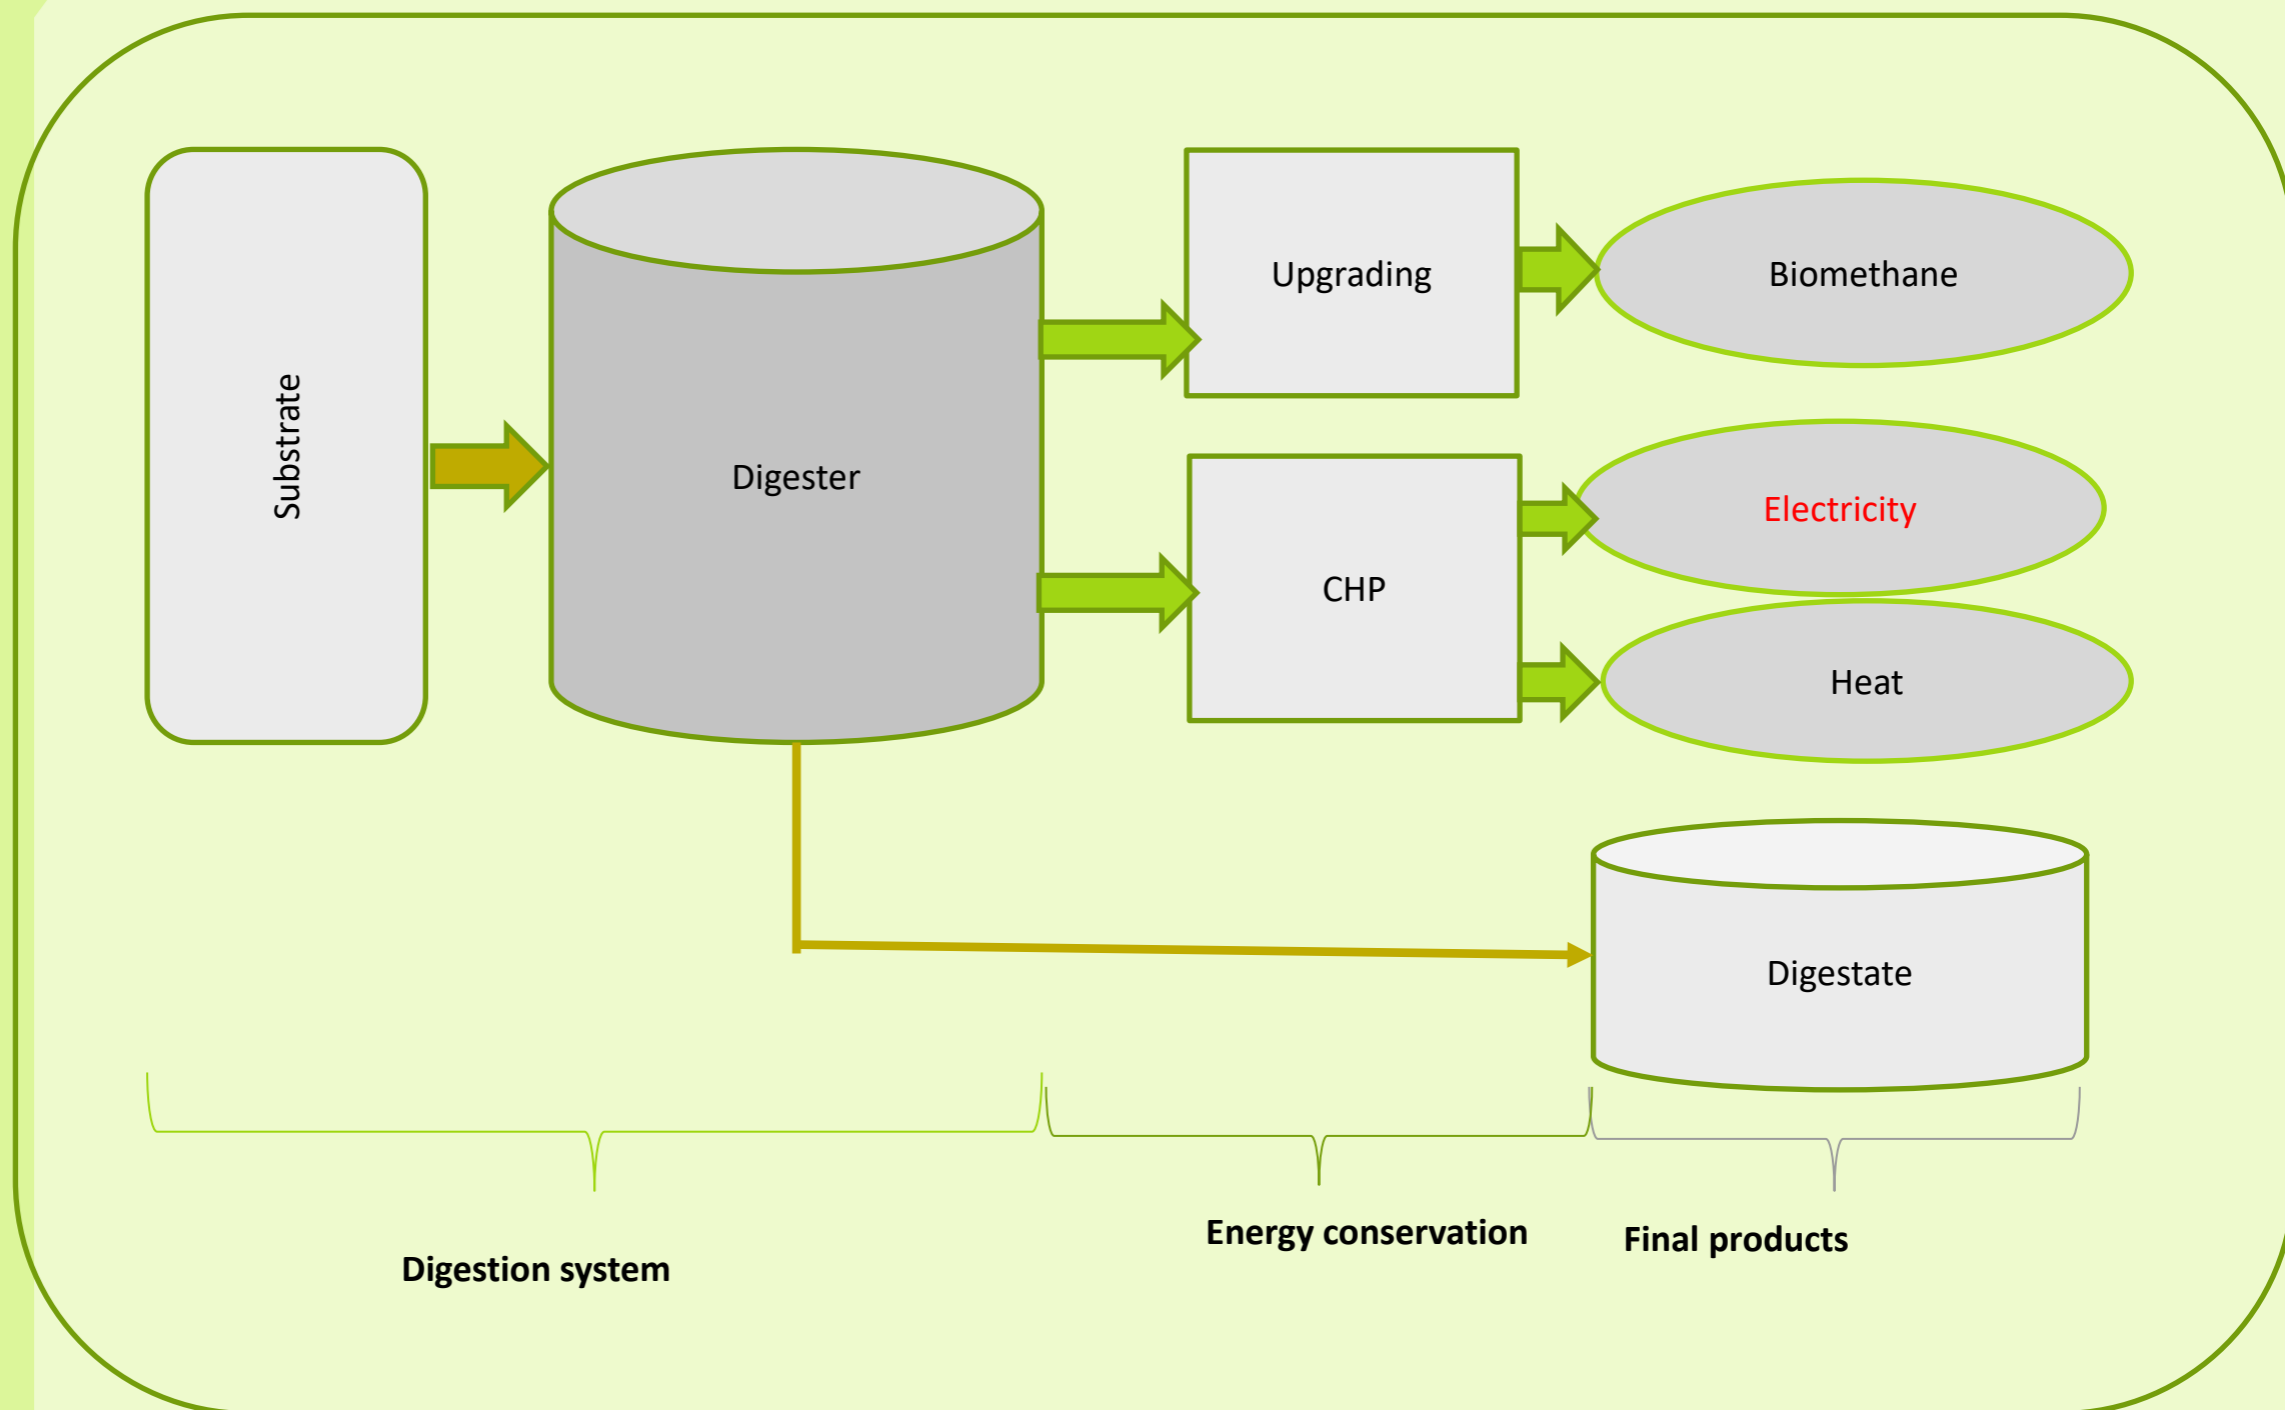 Substrate
Digester
Upgrading
Biomethane
CHP
Electricity
Heat
Digestate
Digestion system
Energy conservation
Final products